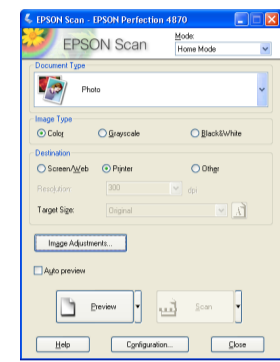 EPSON Scan - EPSON Perfection 4870
EPSON Scan
Mode:
Home Mode
Document Type
Photo
Image Type
Color Grayscale Black&White
Destination
Screen/Web Printer Other
Resolution: 300 dpi
Target Size: Original
Image Adjustments...
Auto preview
Preview Scan
Help Configuration... Close